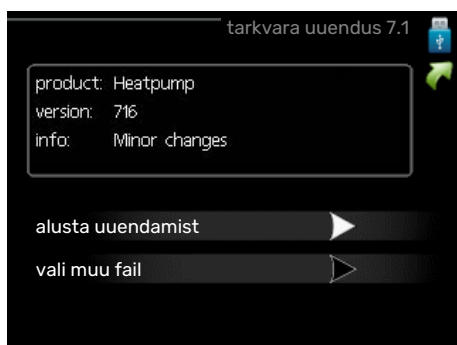 tarkvara uuendus 7.1
product: Heatpump
version: 716
info: Minor changes
alusta uuendamist
vali muu fail